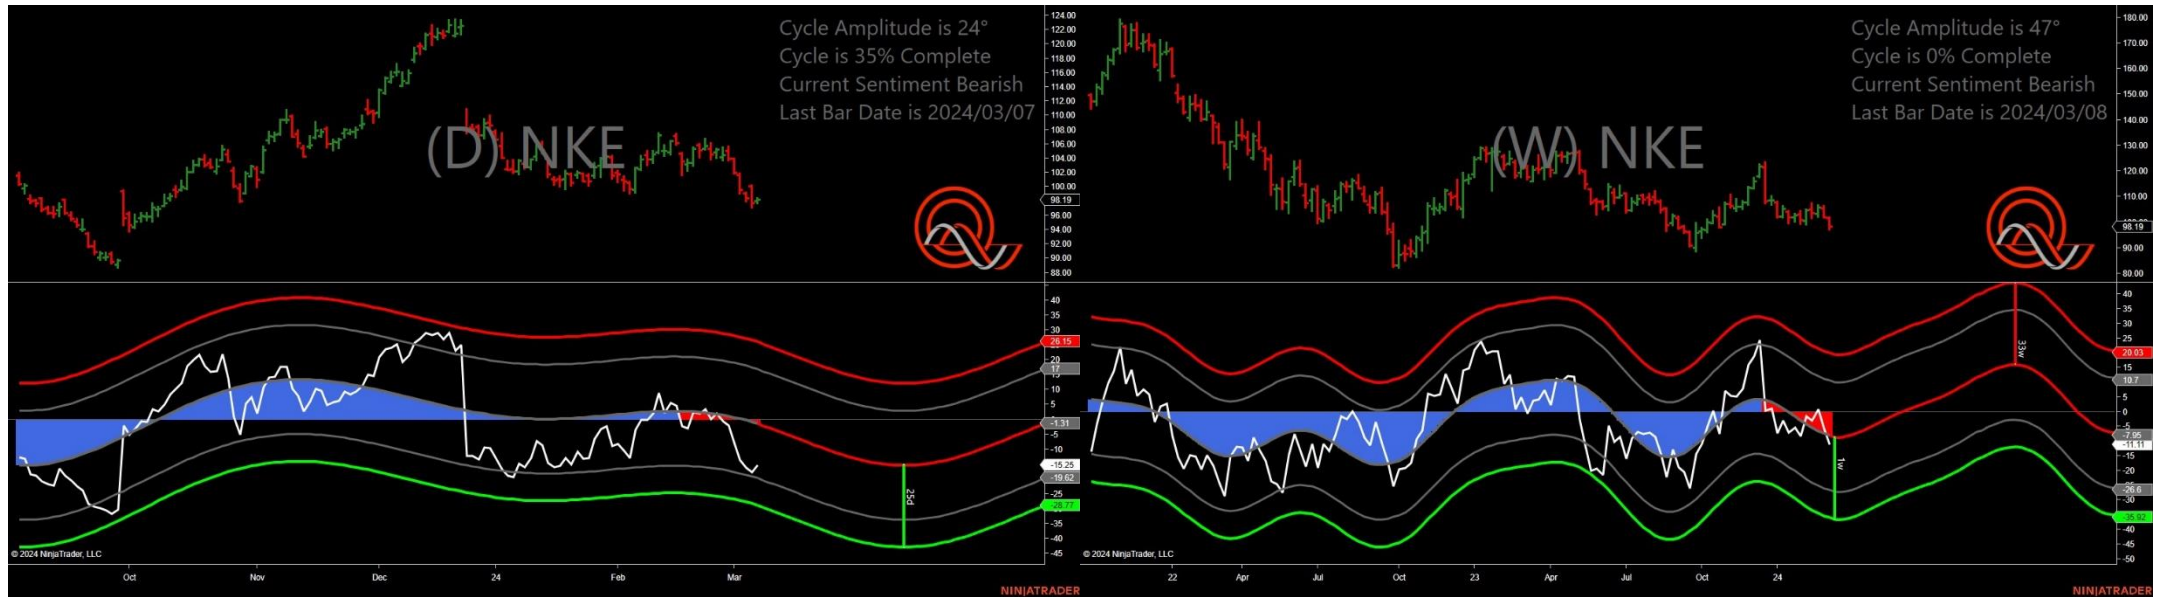 Cycle Amplitude is 24°
Cycle is 35% Complete
Current Sentiment Bearish
Last Bar Date is 2024/03/07
(D) NKE
124.00
122.00
120.00
118.00
116.00
114.00
112.00
110.00
108.00
106.00
104.00
102.00
100.00
98.19
96.00
94.00
92.00
90.00
88.00
40
35
30
26.15
20
17
10
5
0
-1.31
-5
-10
-15.25
-19.62
-25
-28.77
-35
-40
-45
25d
© 2024 NinjaTrader, LLC
Oct
Nov
Dec
24
Feb
Mar
NINJATRADER
Cycle Amplitude is 47°
Cycle is 0% Complete
Current Sentiment Bearish
Last Bar Date is 2024/03/08
(W) NKE
180.00
170.00
160.00
150.00
140.00
130.00
120.00
110.00
98.19
90.00
80.00
40
35
30
25
20.03
15
10.7
5
0
-5
-7.95
-11.11
-15
-20
-26.6
-30
-35.92
-40
-45
-50
33w
1w
© 2024 NinjaTrader, LLC
22
Apr
Jul
Oct
23
Apr
Jul
Oct
24
NINJATRADER